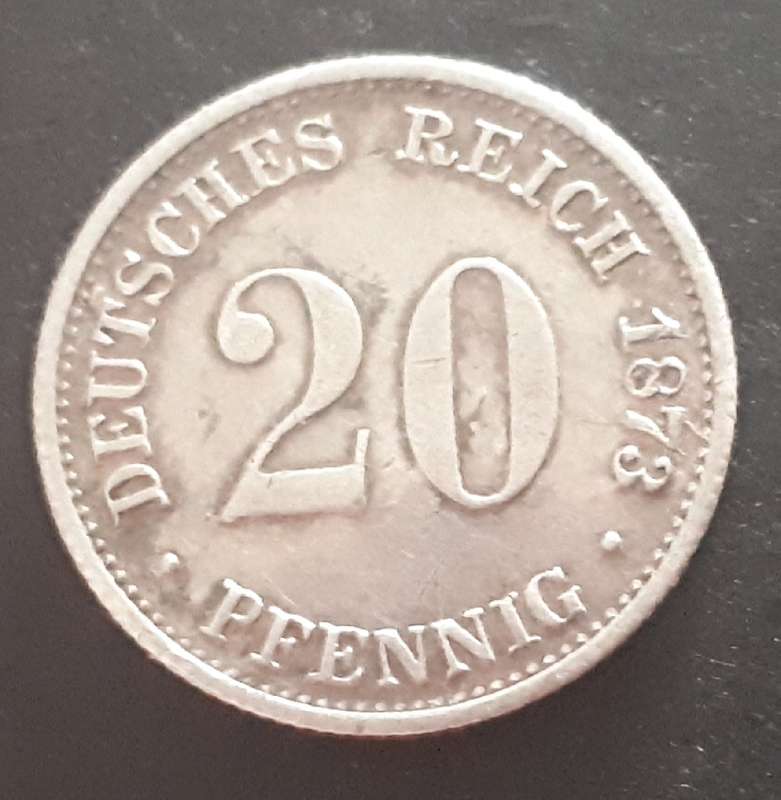 DEUTSCHES REICH 1873
20
PFENNIG